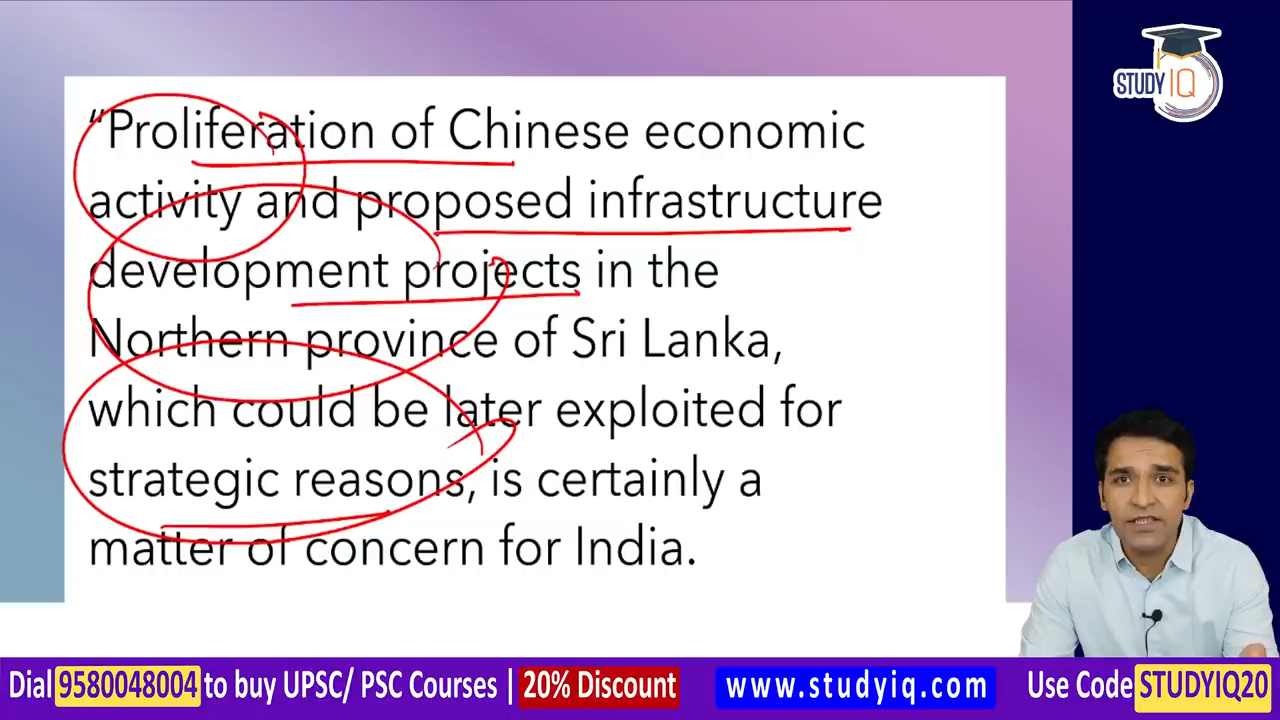 STUDY IQ
“Proliferation of Chinese economic
activity and proposed infrastructure
development projects in the
Northern province of Sri Lanka,
which could be later exploited for
strategic reasons, is certainly a
matter of concern for India.
Dial 9580048004 to buy UPSC/ PSC Courses | 20% Discount www.studyiq.com Use Code STUDYIQ20